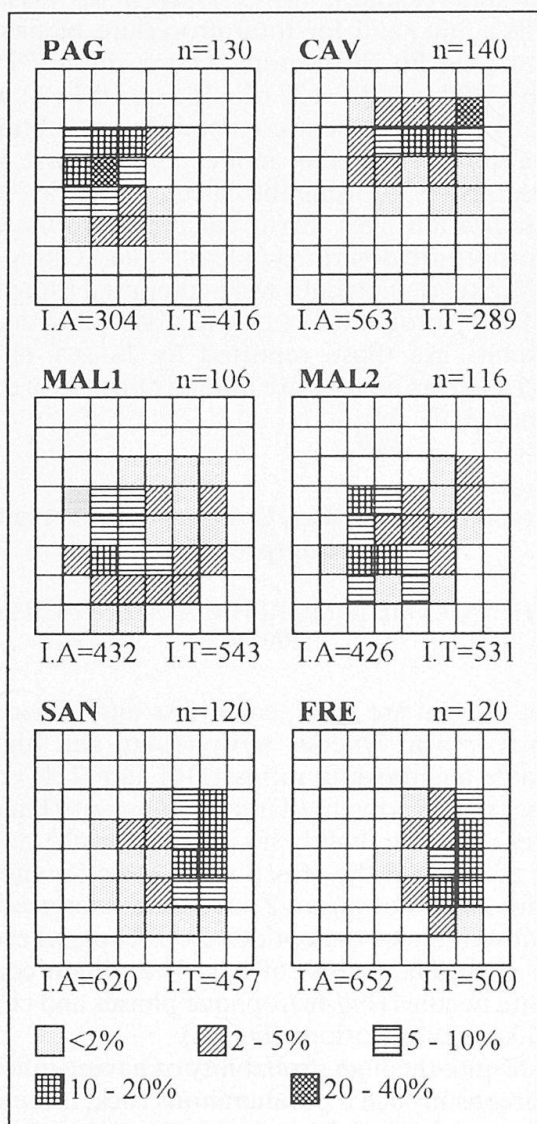 PAG n=130 CAV n=140
I.A=304 I.T=416 I.A=563 I.T=289
MAL1 n=106 MAL2 n=116
I.A=432 I.T=543 I.A=426 I.T=531
SAN n=120 FRE n=120
I.A=620 I.T=457 I.A=652 I.T=500
<2% 2 - 5% 5 - 10%
10 - 20% 20 - 40%